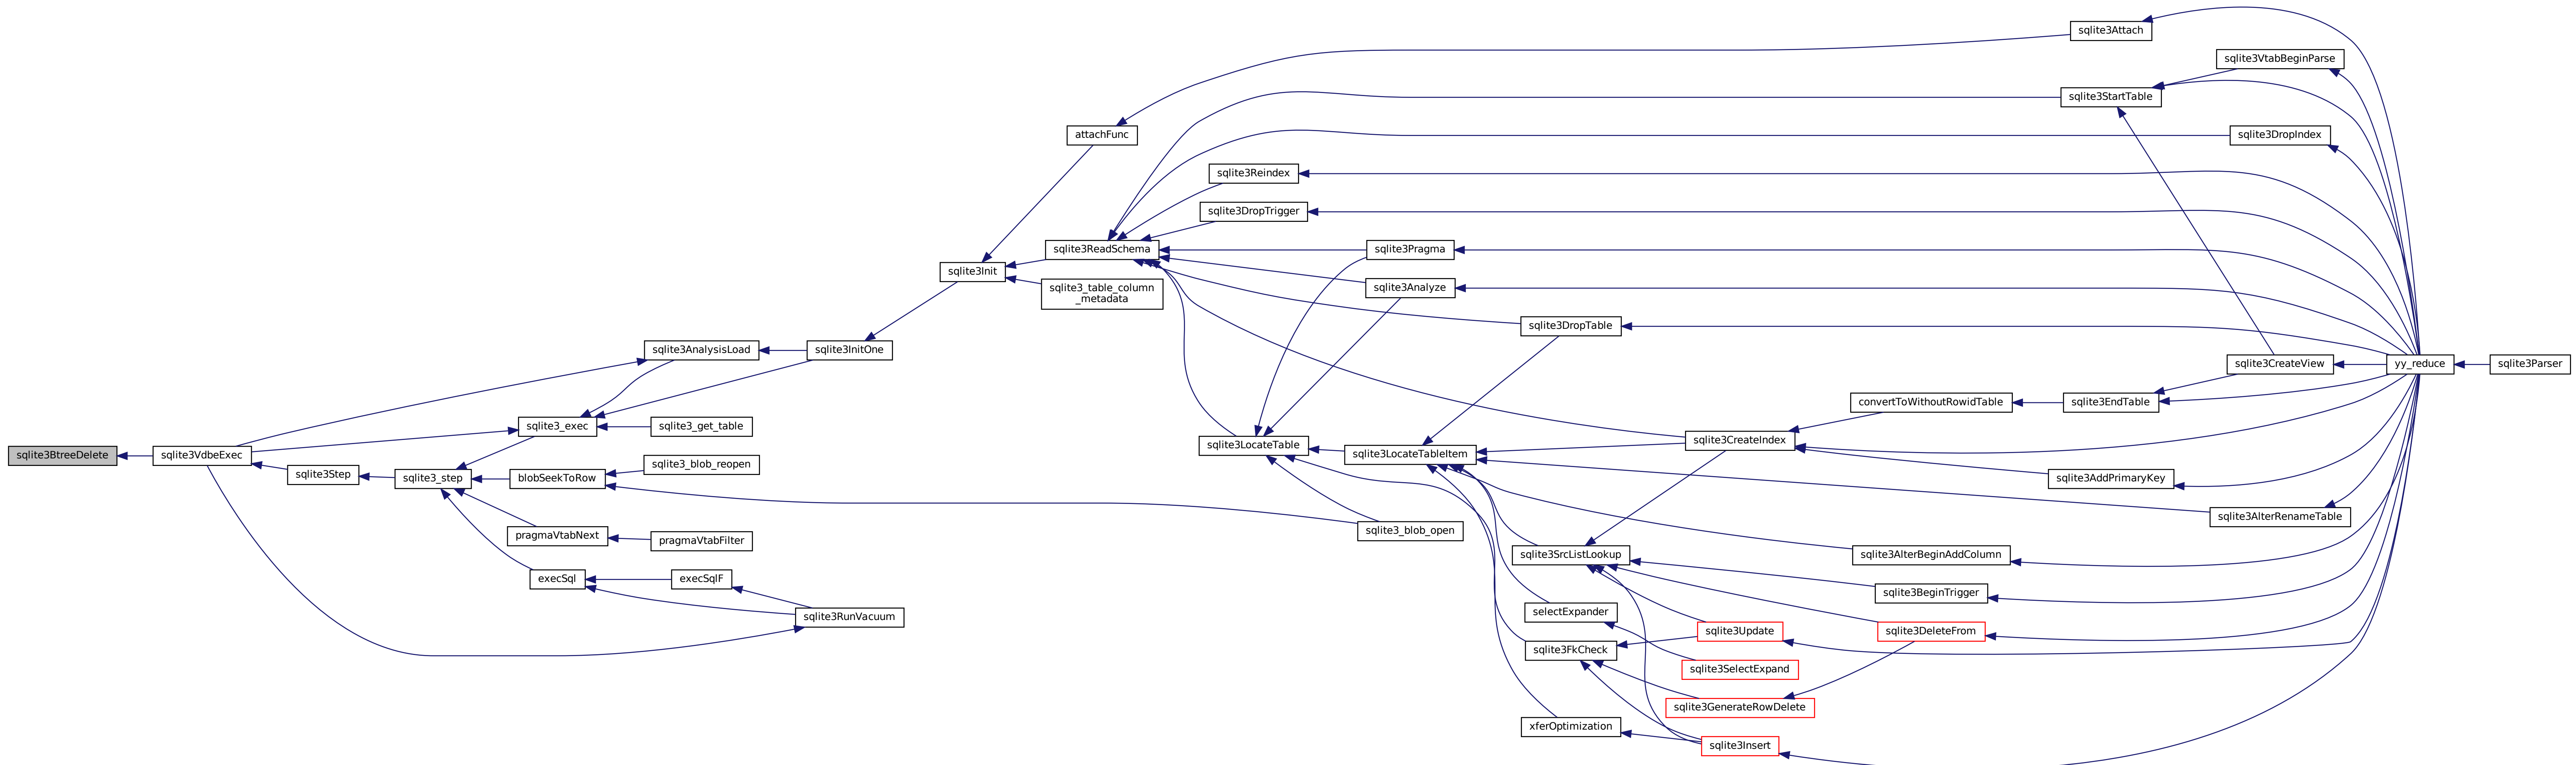 sqlite3Attach
sqlite3VtabBeginParse
sqlite3StartTable
attachFunc
sqlite3DropIndex
sqlite3Reindex
sqlite3DropTrigger
sqlite3ReadSchema
sqlite3Pragma
sqlite3Init
sqlite3_table_column
_metadata
sqlite3Analyze
sqlite3DropTable
sqlite3AnalysisLoad
sqlite3InitOne
sqlite3CreateView
yy_reduce
sqlite3Parser
convertToWithoutRowidTable
sqlite3EndTable
sqlite3_exec
sqlite3_get_table
sqlite3CreateIndex
sqlite3LocateTable
sqlite3LocateTableItem
sqlite3BtreeDelete
sqlite3VdbeExec
sqlite3_blob_reopen
sqlite3Step
sqlite3_step
blobSeekToRow
sqlite3AddPrimaryKey
sqlite3AlterRenameTable
sqlite3_blob_open
pragmaVtabNext
pragmaVtabFilter
sqlite3SrcListLookup
sqlite3AlterBeginAddColumn
execSql
execSqlF
sqlite3BeginTrigger
sqlite3RunVacuum
selectExpander
sqlite3Update
sqlite3DeleteFrom
sqlite3FkCheck
sqlite3SelectExpand
sqlite3GenerateRowDelete
xferOptimization
sqlite3Insert